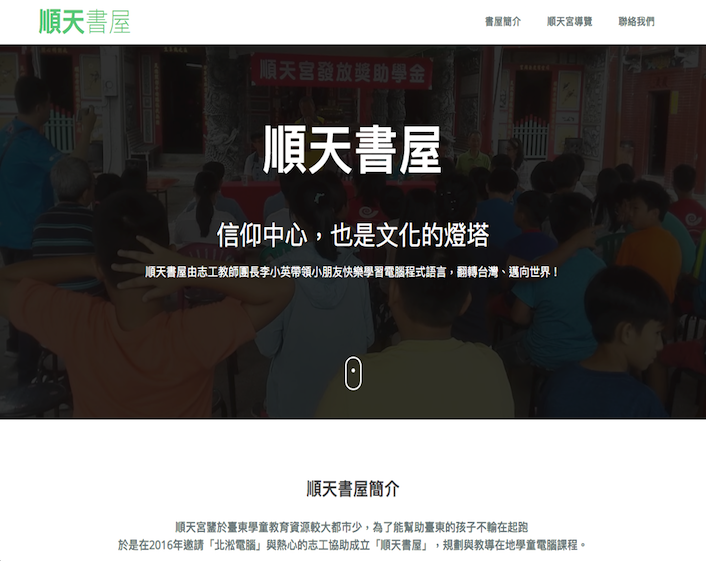 順天書屋
書屋簡介
順天宮導覽
聯絡我們
順天宮發放獎助學金
順天書屋
信仰中心，也是文化的燈塔
順天書屋由志工教師團長李小英帶領小朋友快樂學習電腦程式語言，翻轉台灣、邁向世界！
順天書屋簡介
順天宮鑒於臺東學童教育資源較大都市少，為了能幫助臺東的孩子不輸在起跑
於是在2016年邀請「北淞電腦」與熱心的志工協助成立「順天書屋」，規劃與教導在地學童電腦課程。